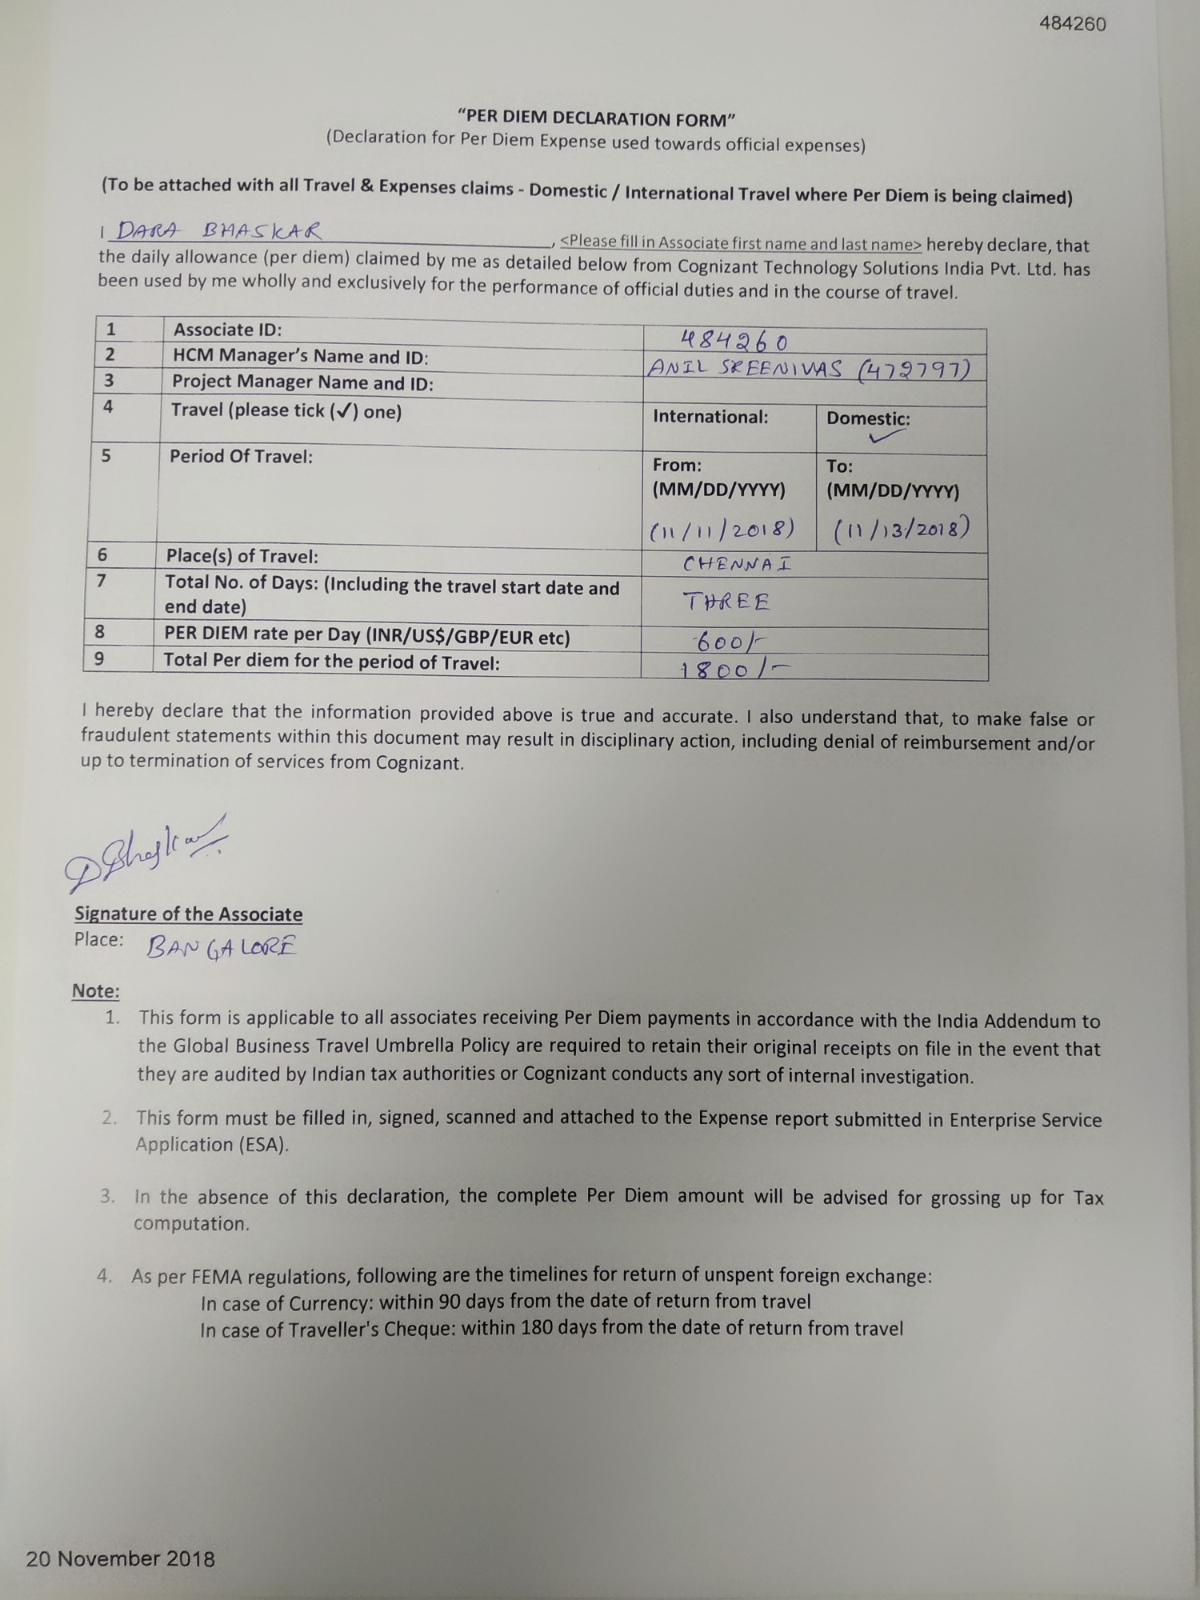 484260
“PER DIEM DECLARATION FORM”
(Declaration for Per Diem Expense used towards official expenses)
(To be attached with all Travel & Expenses claims - Domestic / International Travel where Per Diem is being claimed)
I DARA BHASKAR, <Please fill in Associate first name and last name> hereby declare, that
the daily allowance (per diem) claimed by me as detailed below from Cognizant Technology Solutions India Pvt. Ltd. has
been used by me wholly and exclusively for the performance of official duties and in the course of travel.
1 Associate ID: 484260
2 HCM Manager’s Name and ID: ANIL SREENIVAS (472797)
3 Project Manager Name and ID:
4 Travel (please tick (✓) one) International: Domestic: ✓
5 Period Of Travel: From: To:
(MM/DD/YYYY) (MM/DD/YYYY)
(11/11/2018) (11/13/2018)
6 Place(s) of Travel: CHENNAI
7 Total No. of Days: (Including the travel start date and
end date) THREE
8 PER DIEM rate per Day (INR/US$/GBP/EUR etc) 600/-
9 Total Per diem for the period of Travel: 1800/-
I hereby declare that the information provided above is true and accurate. I also understand that, to make false or
fraudulent statements within this document may result in disciplinary action, including denial of reimbursement and/or
up to termination of services from Cognizant.
DBhaskar
Signature of the Associate
Place: BANGALORE
Note:
1. This form is applicable to all associates receiving Per Diem payments in accordance with the India Addendum to
the Global Business Travel Umbrella Policy are required to retain their original receipts on file in the event that
they are audited by Indian tax authorities or Cognizant conducts any sort of internal investigation.
2. This form must be filled in, signed, scanned and attached to the Expense report submitted in Enterprise Service
Application (ESA).
3. In the absence of this declaration, the complete Per Diem amount will be advised for grossing up for Tax
computation.
4. As per FEMA regulations, following are the timelines for return of unspent foreign exchange:
In case of Currency: within 90 days from the date of return from travel
In case of Traveller's Cheque: within 180 days from the date of return from travel
20 November 2018